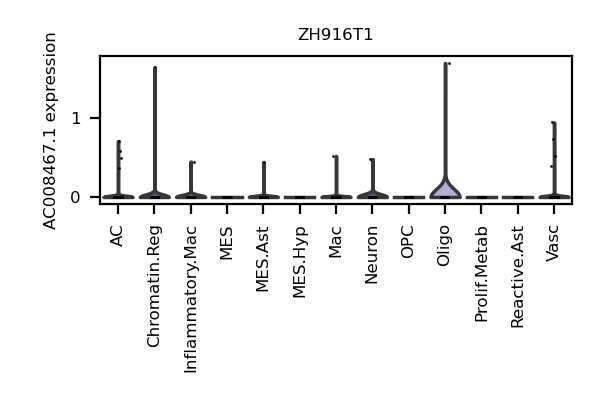 ZH916T1
AC008467.1 expression
1
0
AC
Chromatin.Reg
Inflammatory.Mac
MES
MES.Ast
MES.Hyp
Mac
Neuron
OPC
Oligo
Prolif.Metab
Reactive.Ast
Vasc